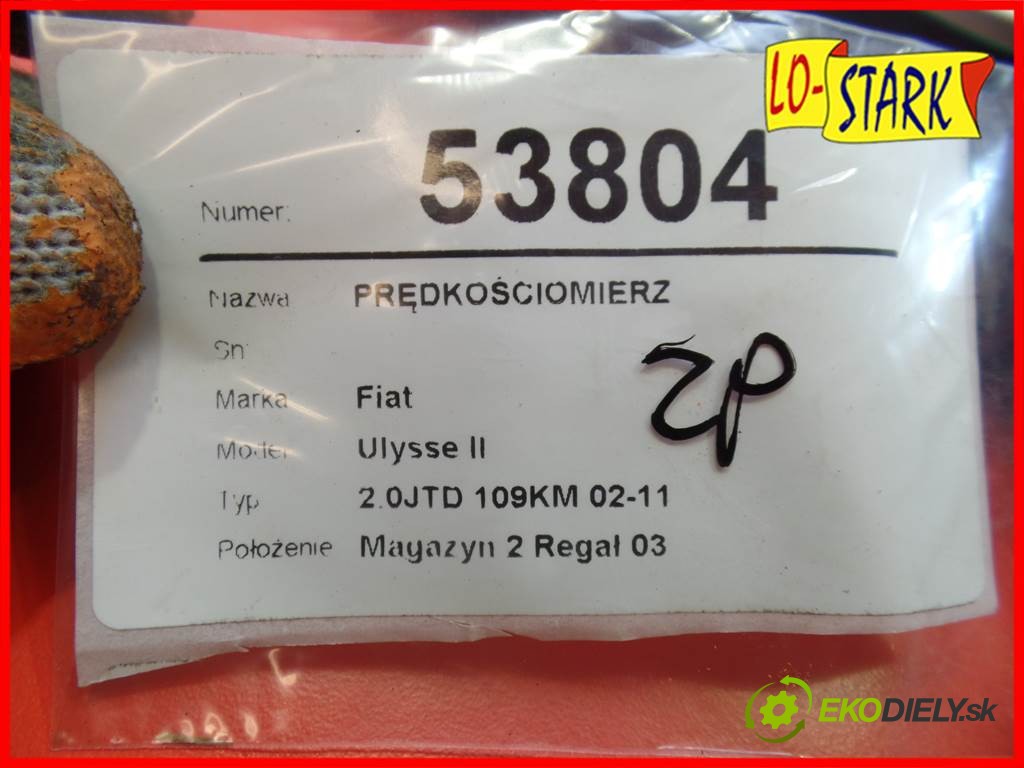 LO-STARK
Numer: 53804
Nazwa PRĘDKOŚCIOMIERZ
Sn
Marka Fiat
Model Ulysse II
Typ 2.0JTD 109KM 02-11
Położenie Magazyn 2 Regał 03
ZP
EKODIELY.sk